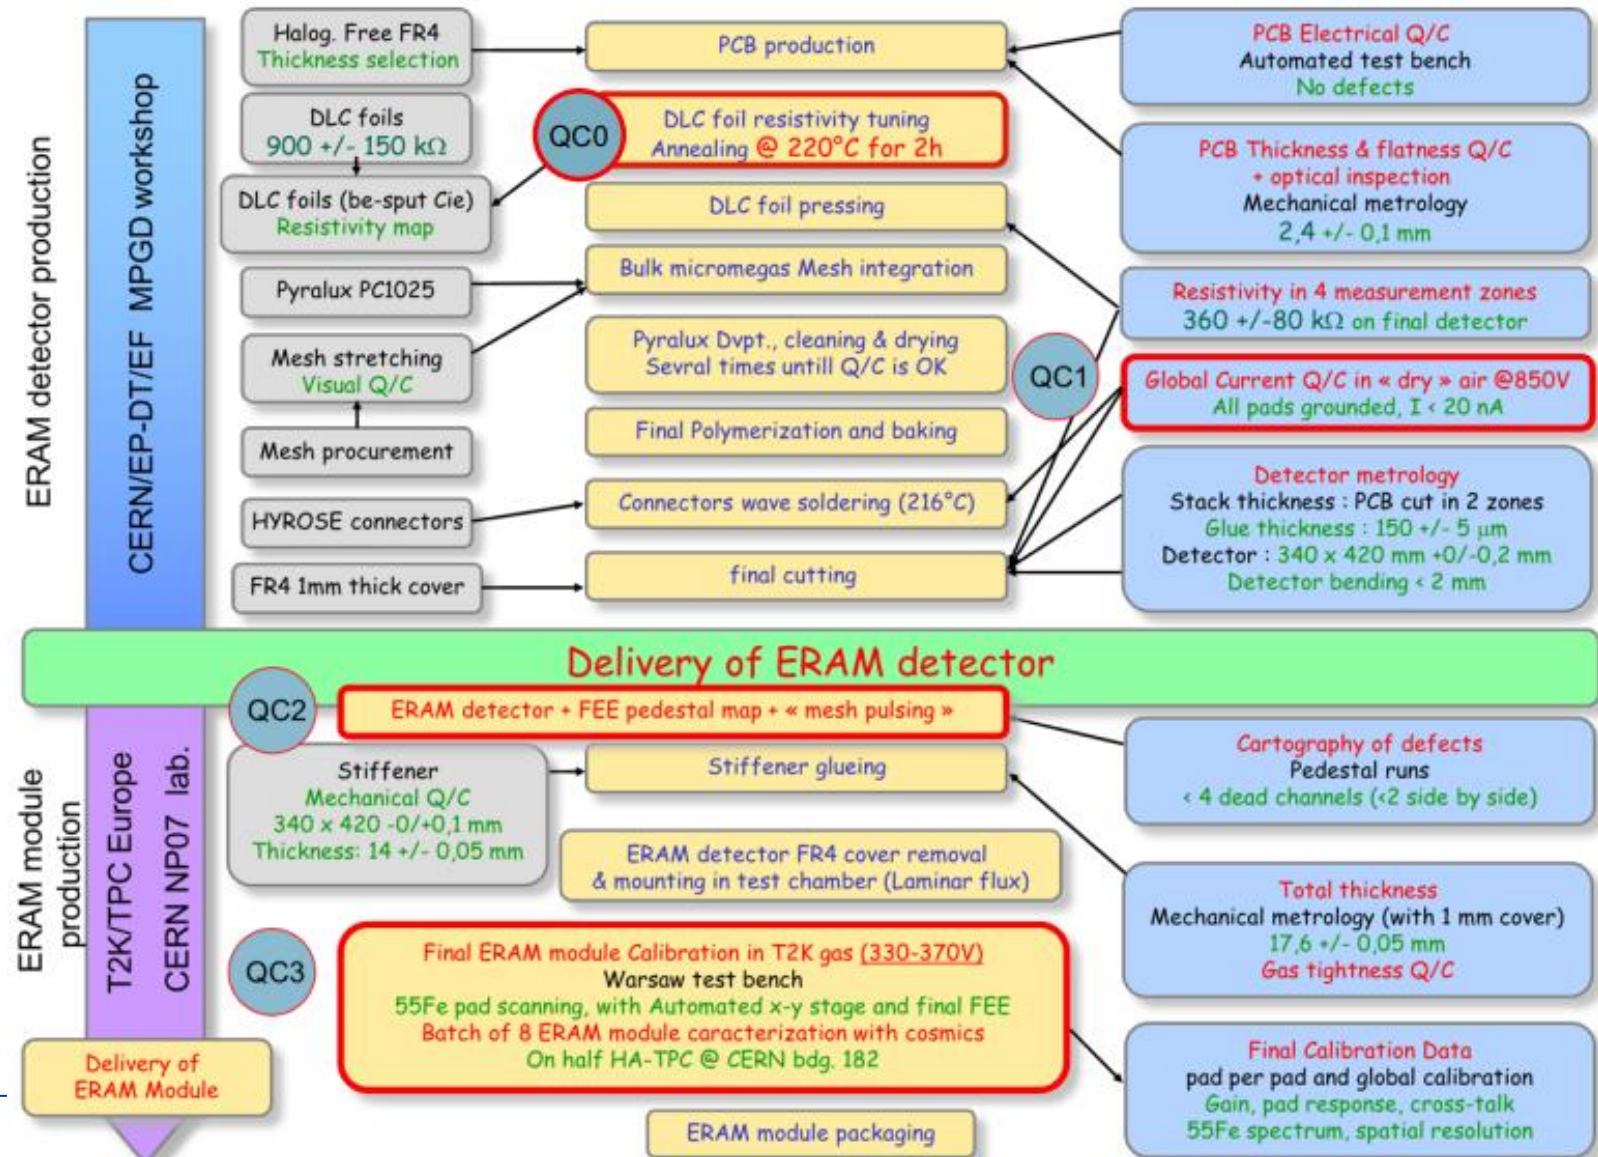 ERAM detector production
CERN/EP-DT/EF MPGD workshop
Halog. Free FR4
Thickness selection
DLC foils
900 +/- 150 kΩ
DLC foils (be-sput Cie)
Resistivity map
Pyralux PC1025
Mesh stretching
Visual Q/C
Mesh procurement
HYROSE connectors
FR4 1mm thick cover
PCB production
QC0
DLC foil resistivity tuning
Annealing @ 220°C for 2h
DLC foil pressing
Bulk micromegas Mesh integration
Pyralux Dvpt., cleaning & drying
Sevral times untill Q/C is OK
QC1
Final Polymerization and baking
Connectors wave soldering (216°C)
final cutting
PCB Electrical Q/C
Automated test bench
No defects
PCB Thickness & flatness Q/C
+ optical inspection
Mechanical metrology
2,4 +/- 0,1 mm
Resistivity in 4 measurement zones
360 +/-80 kΩ on final detector
Global Current Q/C in « dry » air @850V
All pads grounded, I < 20 nA
Detector metrology
Stack thickness : PCB cut in 2 zones
Glue thickness : 150 +/- 5 µm
Detector : 340 x 420 mm +0/-0,2 mm
Detector bending < 2 mm
Delivery of ERAM detector
ERAM module
production
T2K/TPC Europe
CERN NP07 lab.
QC2
ERAM detector + FEE pedestal map + « mesh pulsing »
Stiffener
Mechanical Q/C
340 x 420 -0/+0,1 mm
Thickness: 14 +/- 0,05 mm
Stiffener glueing
ERAM detector FR4 cover removal
& mounting in test chamber (Laminar flux)
Cartography of defects
Pedestal runs
< 4 dead channels (<2 side by side)
Total thickness
Mechanical metrology (with 1 mm cover)
17,6 +/- 0,05 mm
Gas tightness Q/C
QC3
Final ERAM module Calibration in T2K gas (330-370V)
Warsaw test bench
55Fe pad scanning, with Automated x-y stage and final FEE
Batch of 8 ERAM module caracterization with cosmics
On half HA-TPC @ CERN bdg. 182
Final Calibration Data
pad per pad and global calibration
Gain, pad response, cross-talk
55Fe spectrum, spatial resolution
Delivery of
ERAM Module
ERAM module packaging